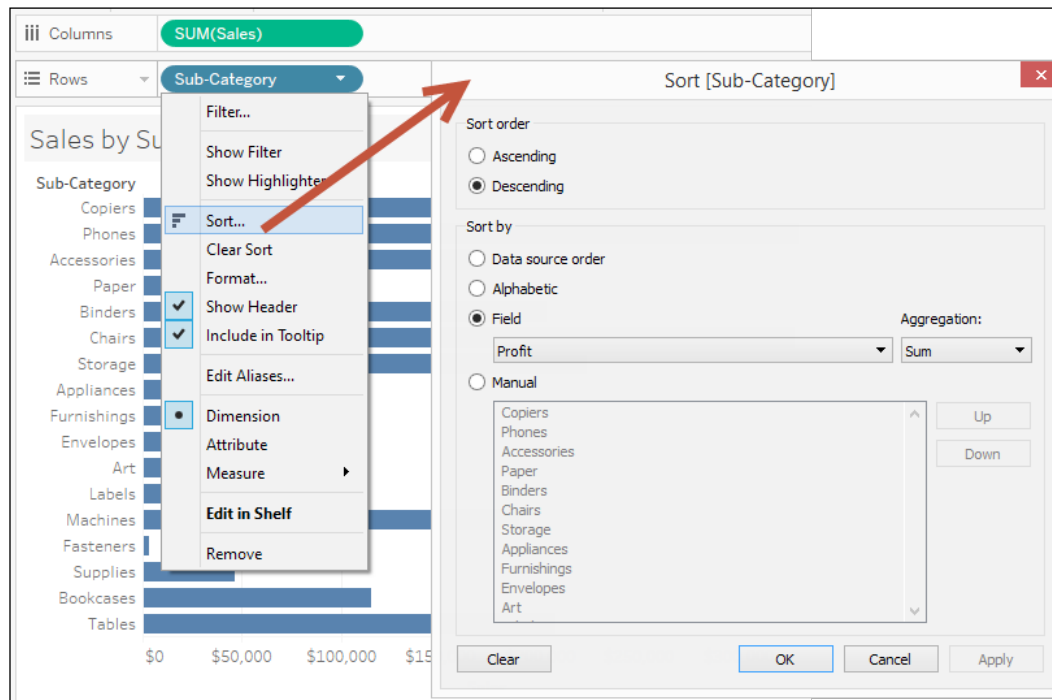 Columns
SUM(Sales)
Rows
Sub-Category
Sales by Su
Sub-Category
Copiers
Phones
Accessories
Paper
Binders
Chairs
Storage
Appliances
Furnishings
Envelopes
Art
Labels
Machines
Fasteners
Supplies
Bookcases
Tables
$0 $50,000 $100,000 $15
Filter...
Show Filter
Show Highlighter
Sort...
Clear Sort
Format...
Show Header
Include in Tooltip
Edit Aliases...
Dimension
Attribute
Measure
Edit in Shelf
Remove
Sort [Sub-Category]
Sort order
Ascending
Descending
Sort by
Data source order
Alphabetic
Field
Aggregation:
Profit
Sum
Manual
Copiers
Phones
Accessories
Paper
Binders
Chairs
Storage
Appliances
Furnishings
Envelopes
Art
Up
Down
Clear
OK
Cancel
Apply